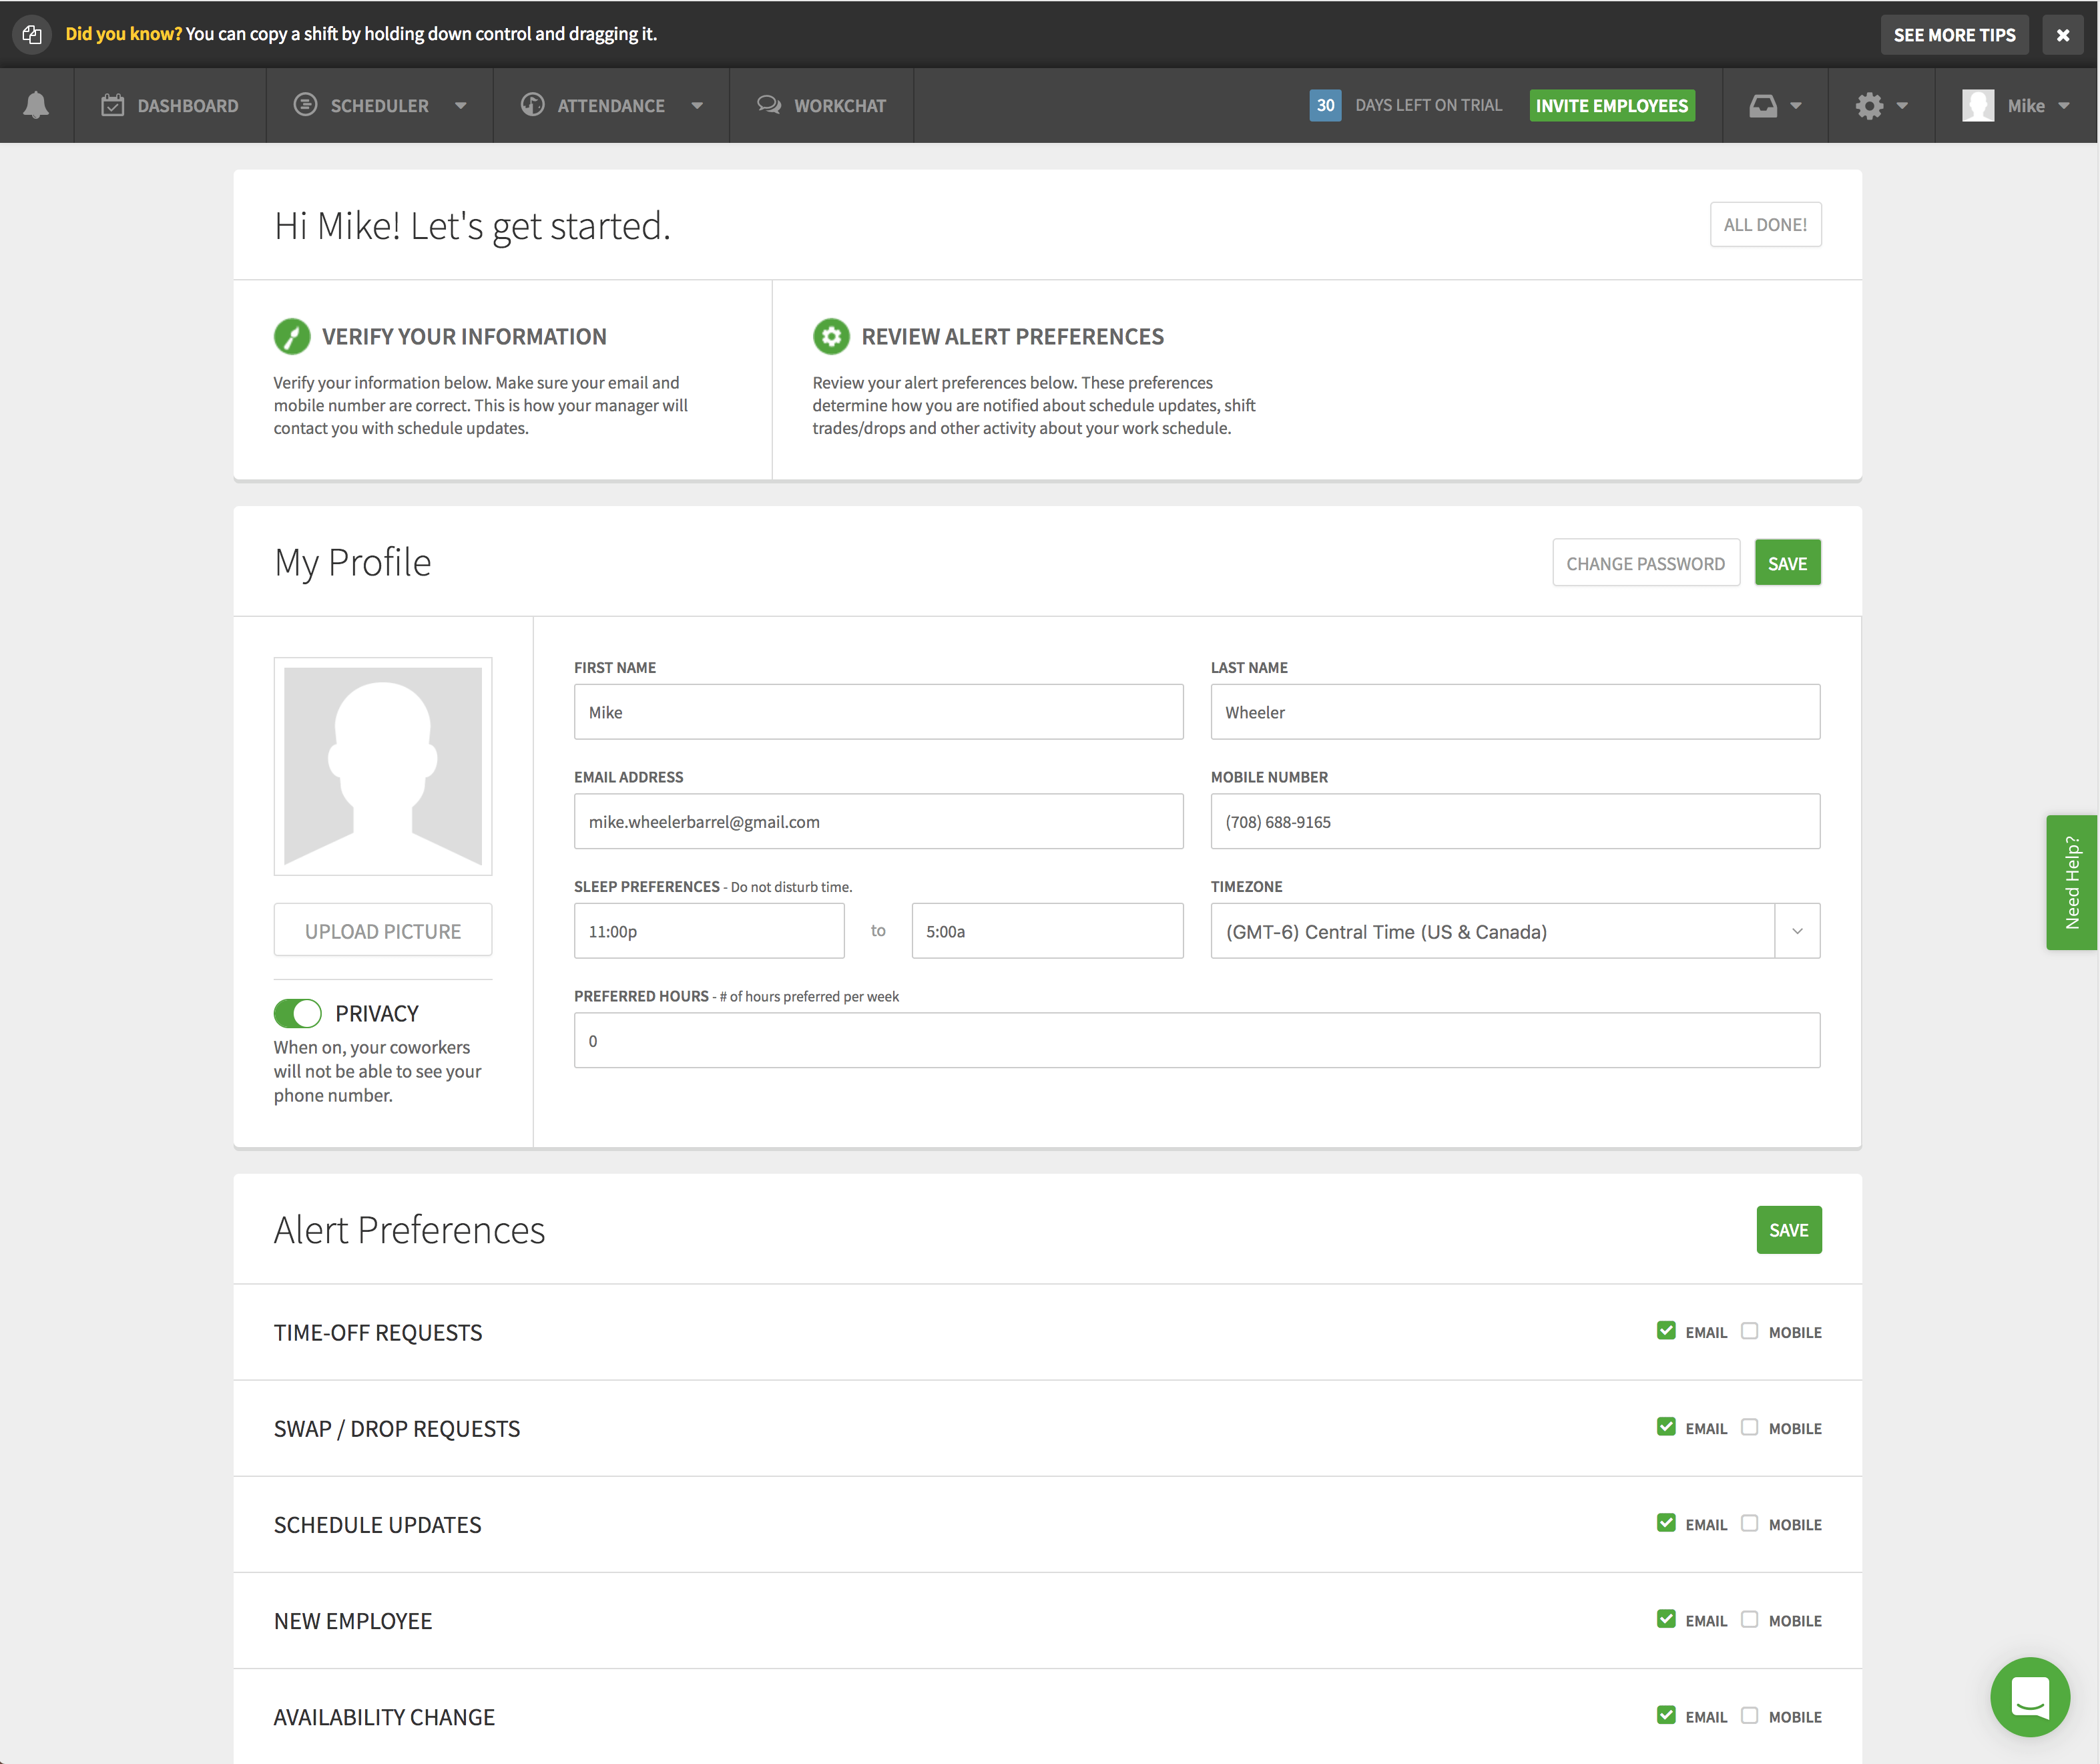 Did you know? You can copy a shift by holding down control and dragging it.
SEE MORE TIPS
DASHBOARD
SCHEDULER
ATTENDANCE
WORKCHAT
30 DAYS LEFT ON TRIAL
INVITE EMPLOYEES
Mike
Hi Mike! Let's get started.
ALL DONE!
VERIFY YOUR INFORMATION
Verify your information below. Make sure your email and
mobile number are correct. This is how your manager will
contact you with schedule updates.
REVIEW ALERT PREFERENCES
Review your alert preferences below. These preferences
determine how you are notified about schedule updates, shift
trades/drops and other activity about your work schedule.
My Profile
CHANGE PASSWORD
SAVE
UPLOAD PICTURE
PRIVACY
When on, your coworkers
will not be able to see your
phone number.
FIRST NAME
Mike
LAST NAME
Wheeler
EMAIL ADDRESS
mike.wheelerbarrel@gmail.com
MOBILE NUMBER
(708) 688-9165
SLEEP PREFERENCES - Do not disturb time.
11:00p to 5:00a
TIMEZONE
(GMT-6) Central Time (US & Canada)
PREFERRED HOURS - # of hours preferred per week
0
Need Help?
Alert Preferences
SAVE
TIME-OFF REQUESTS
EMAIL MOBILE
SWAP / DROP REQUESTS
EMAIL MOBILE
SCHEDULE UPDATES
EMAIL MOBILE
NEW EMPLOYEE
EMAIL MOBILE
AVAILABILITY CHANGE
EMAIL MOBILE